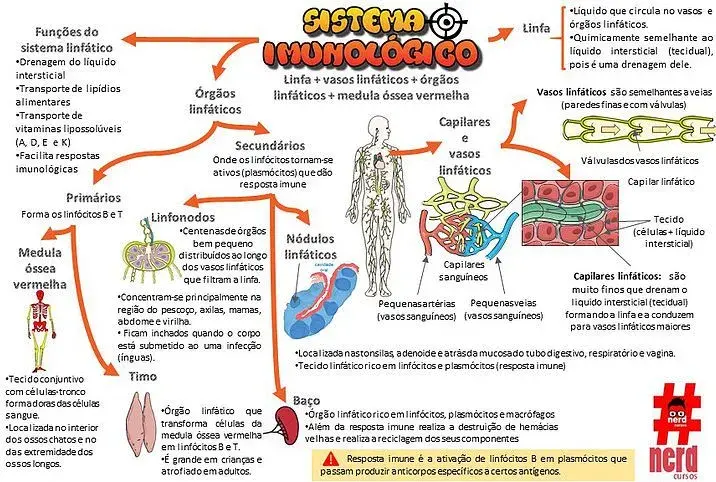 SISTEMA
IMUNOLÓGICO
Linfa + vasos linfáticos + órgãos
linfáticos + medula óssea vermelha
Funções do
sistema linfático
•Drenagem do líquido
intersticial
•Transporte de lipídios
alimentares
•Transporte de
vitaminas lipossolúveis
(A, D, E e K)
•Facilita respostas
imunológicas
Linfa
•Líquido que circula no vasos e
órgãos linfáticos.
•Quimicamente semelhante ao
líquido intersticial (tecidual),
pois é uma drenagem dele.
Órgãos
linfáticos
Secundários
Onde os linfócitos tornam-se
ativos (plasmócitos) que dão
resposta imune
Primários
Forma os linfócitos B e T
Capilares e
vasos
linfáticos
Vasos linfáticos são semelhantes a veias
(paredes finas e com válvulas)
Válvulas dos vasos linfáticos
Capilar linfático
Tecido
(células + líquido
intersticial)
Capilares
sanguíneos
Pequenas artérias
(vasos sanguíneos)
Pequenas veias
(vasos sanguíneos)
Capilares linfáticos: são
muito finos que drenam o
liquido intersticial (tecidual)
formando a linfa e a conduzem
para vasos linfáticos maiores
Linfonodos
•Centenas de órgãos
bem pequeno
distribuídos ao longo
dos vasos linfáticos
que filtram a linfa.
•Concentram-se principalmente na
região do pescoço, axilas, mamas,
abdome e virilha.
•Ficam inchados quando o corpo
está submetido ao uma infecção
(ínguas).
Nódulos
linfáticos
•Localizada nas tonsilas, adenoide e atrás da mucosa do tubo digestivo, respiratório e vagina.
•Tecido linfático rico em linfócitos e plasmócitos (resposta imune)
Medula
óssea
vermelha
•Tecido conjuntivo
com células-tronco
formadoras das células
sangue.
•Localizada no interior
dos ossos chatos e no
das extremidade dos
ossos longos.
Timo
•Órgão linfático que
transforma células da
medula óssea vermelha
em linfócitos B e T.
•É grande em crianças e
atrofiado em adultos.
Baço
•Órgão linfático rico em linfócitos, plasmócitos e macrófagos
•Além da resposta imune realiza a destruição de hemácias
velhas e realiza a reciclagem dos seus componentes
Resposta imune é a ativação de linfócitos B em plasmócitos que
passam produzir anticorpos específicos a certos antígenos.
#
nerd
cursos